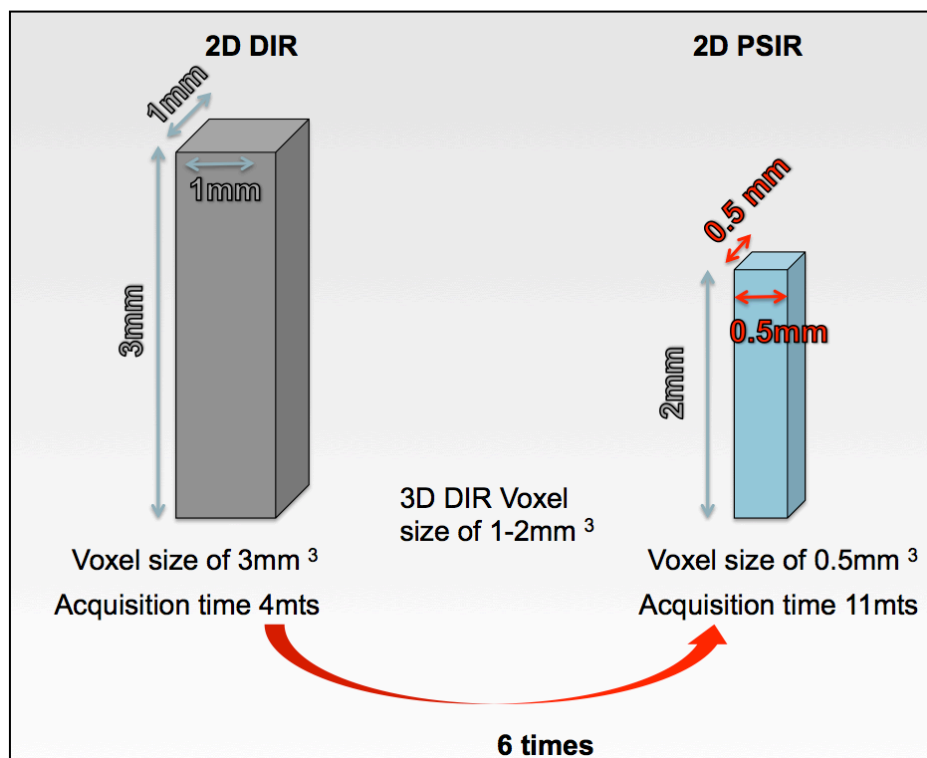 2D DIR
2D PSIR
1mm
1mm
3mm
0.5 mm
0.5mm
2mm
3D DIR Voxel
size of 1-2mm ³
Voxel size of 3mm ³
Acquisition time 4mts
Voxel size of 0.5mm ³
Acquisition time 11mts
6 times